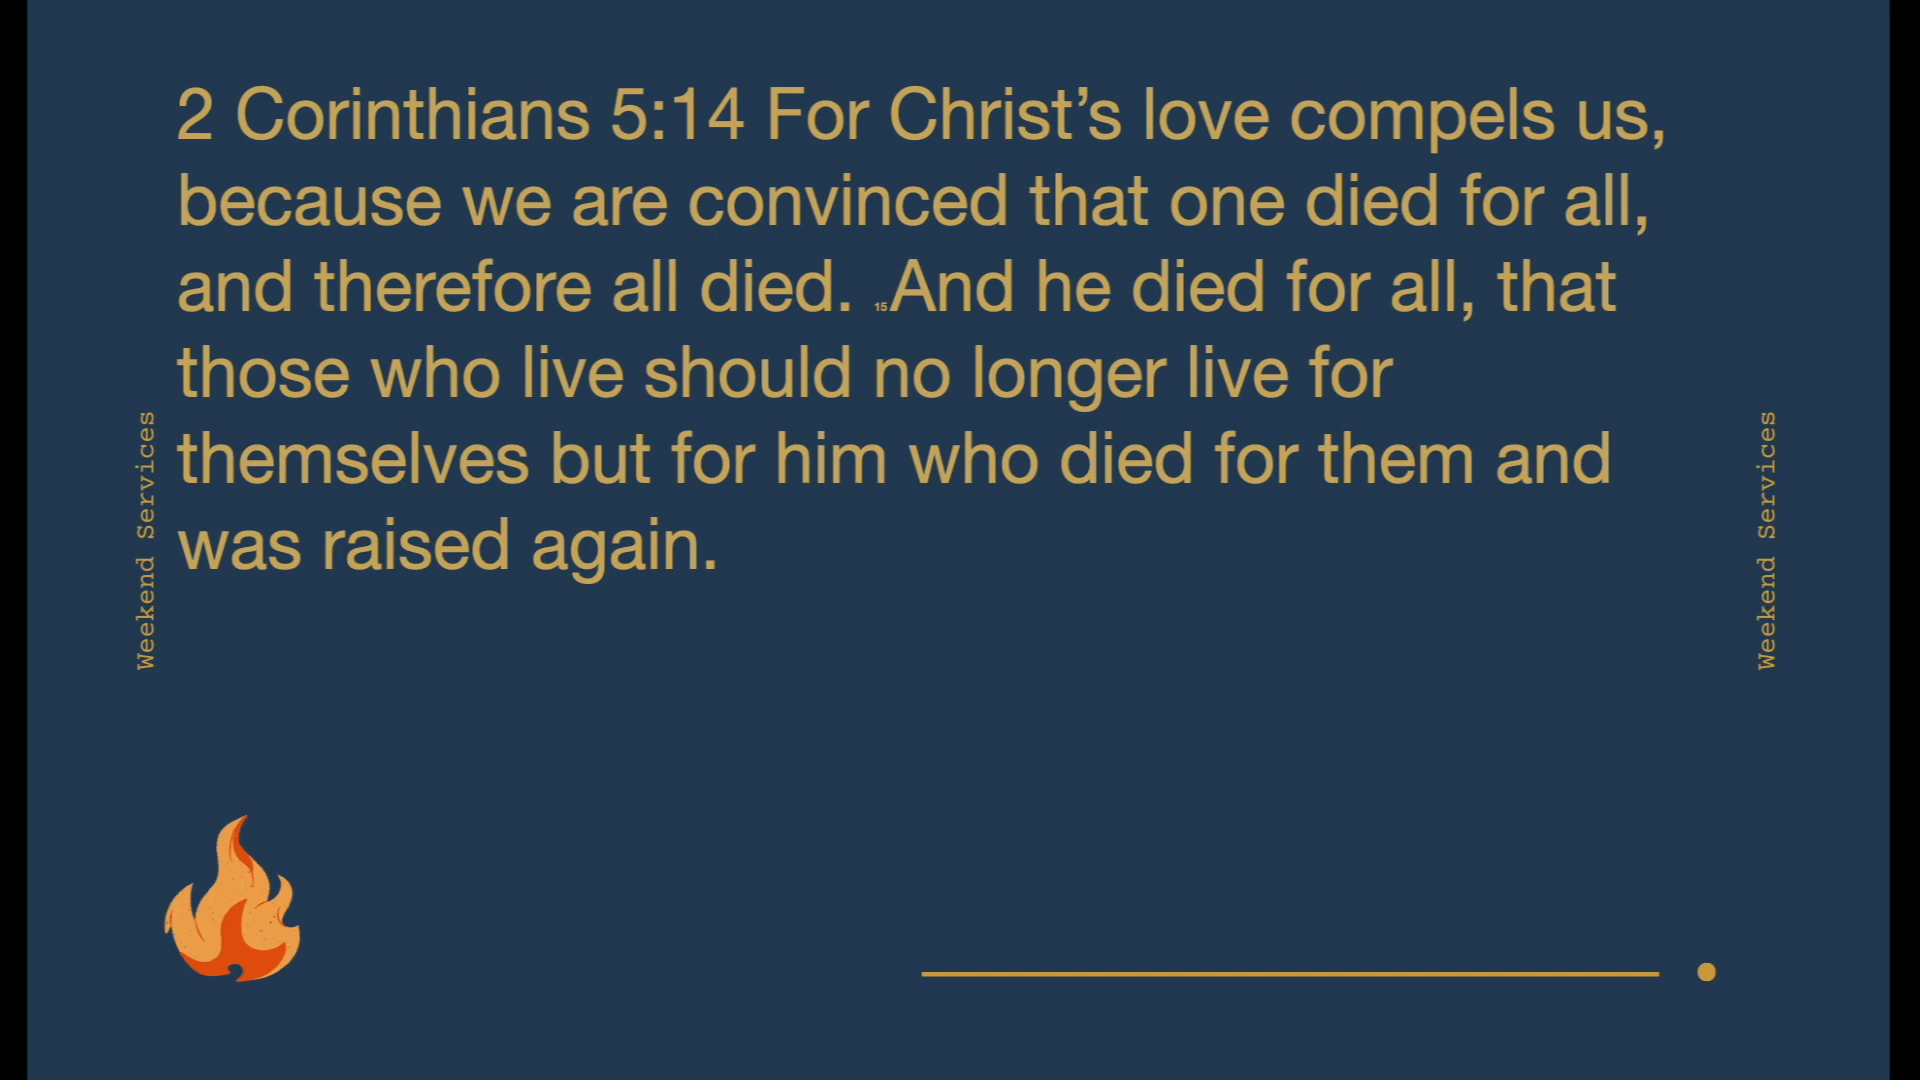 2 Corinthians 5:14 For Christ’s love compels us,
because we are convinced that one died for all,
and therefore all died. 15And he died for all, that
those who live should no longer live for
themselves but for him who died for them and
was raised again.
Weekend Services
Weekend Services